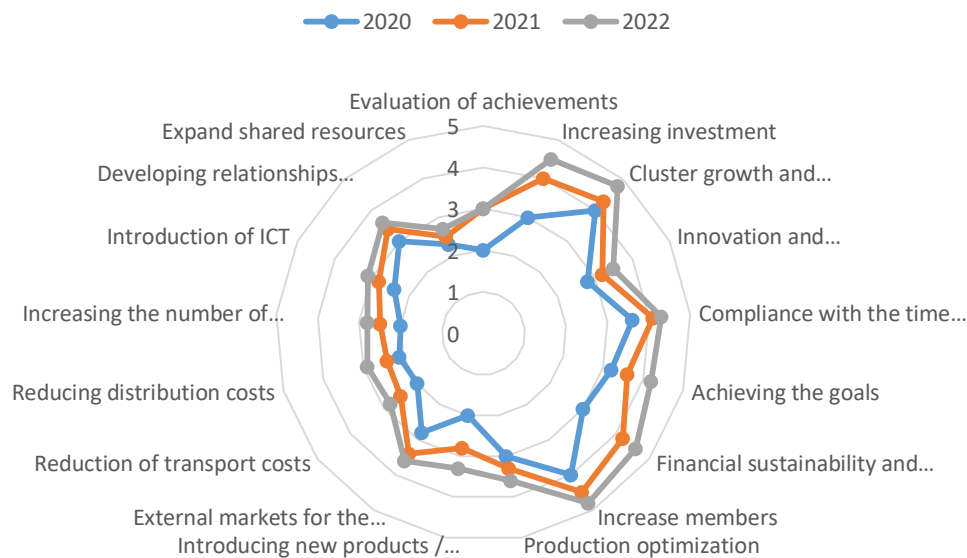 2020 2021 2022
Evaluation of achievements
Increasing investment
Cluster growth and...
Innovation and...
Compliance with the time...
Achieving the goals
Financial sustainability and...
Increase members
Production optimization
Introducing new products /...
External markets for the...
Reduction of transport costs
Reducing distribution costs
Increasing the number of...
Introduction of ICT
Developing relationships...
Expand shared resources
5
4
3
2
1
0